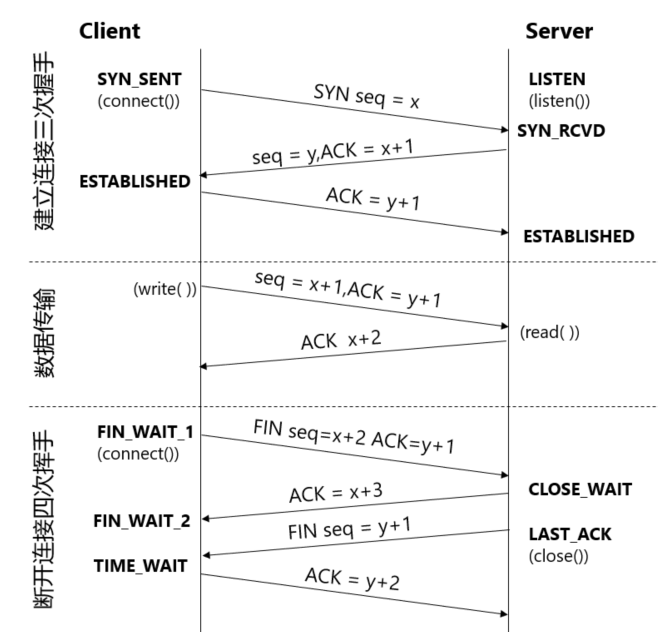 Client
Server
建立连接三次握手
SYN_SENT
(connect())
SYN seq = x
LISTEN
(listen())
SYN_RCVD
seq = y,ACK = x+1
ESTABLISHED
ACK = y+1
ESTABLISHED
数据传输
(write( ))
seq = x+1,ACK = y+1
(read( ))
ACK x+2
断开连接四次挥手
FIN_WAIT_1
(connect())
FIN seq=x+2 ACK=y+1
CLOSE_WAIT
ACK = x+3
FIN_WAIT_2
FIN seq = y+1
LAST_ACK
(close())
TIME_WAIT
ACK = y+2